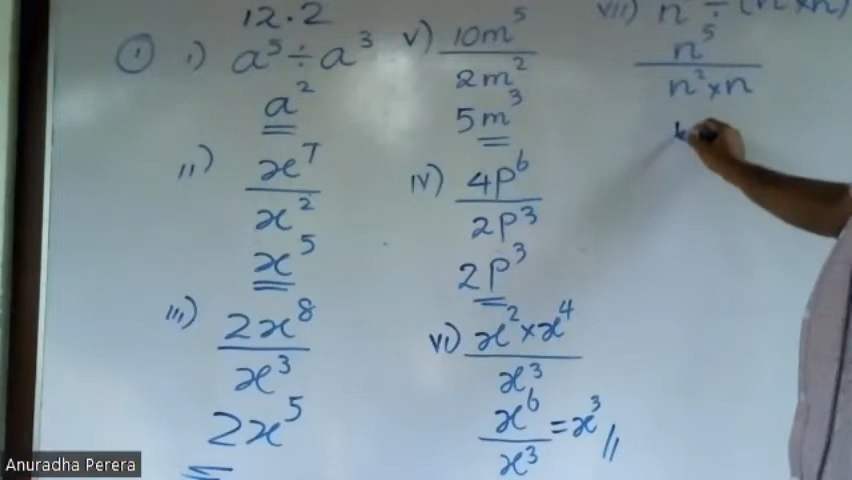 12.2
① i) a⁵ ÷ a³
a²
ii) x⁷ / x²
x⁵
iii) 2x⁸ / x³
2x⁵
v) 10m⁵ / 2m²
5m³
iv) 4p⁶ / 2p³
2p³
vi) x² × x⁴ / x³
x⁶ / x³ = x³ //
vii) n⁵ ÷ (n² × n)
n⁵ / n² × n
Anuradha Perera